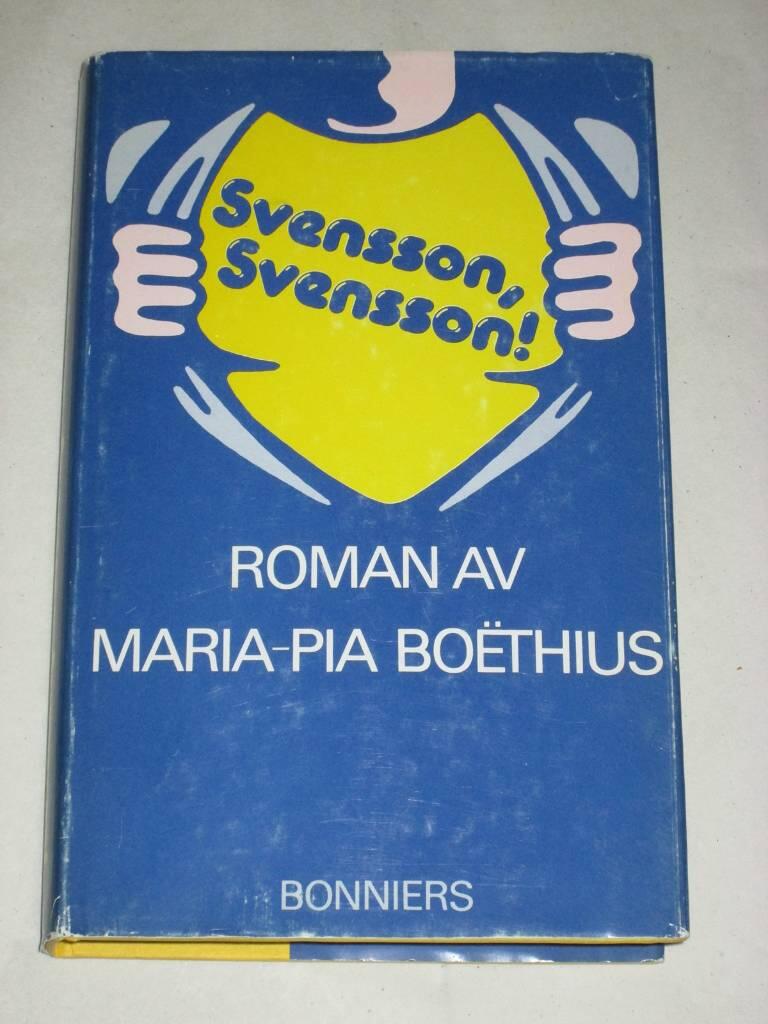 Svensson,
Svensson!
ROMAN AV
MARIA-PIA BOËTHIUS
BONNIERS